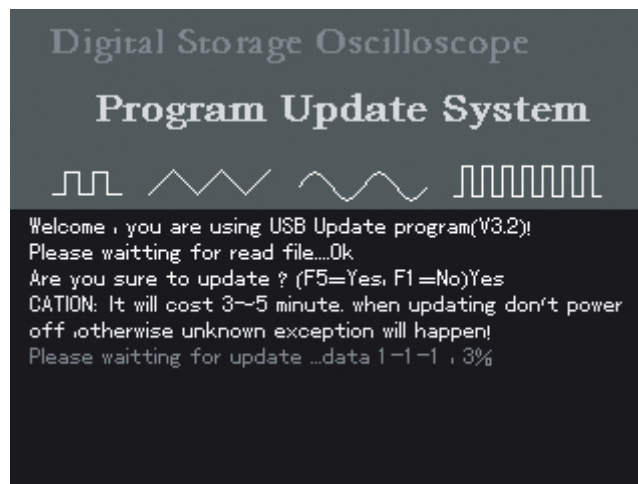 Digital Storage Oscilloscope
Program Update System
Welcome , you are using USB Update program(V3.2)!
Please waitting for read file....Ok
Are you sure to update ? (F5=Yes, F1=No)Yes
CATION: It will cost 3~5 minute. when updating don't power
off ,otherwise unknown exception will happen!
Please waitting for update ...data 1-1-1 , 3%